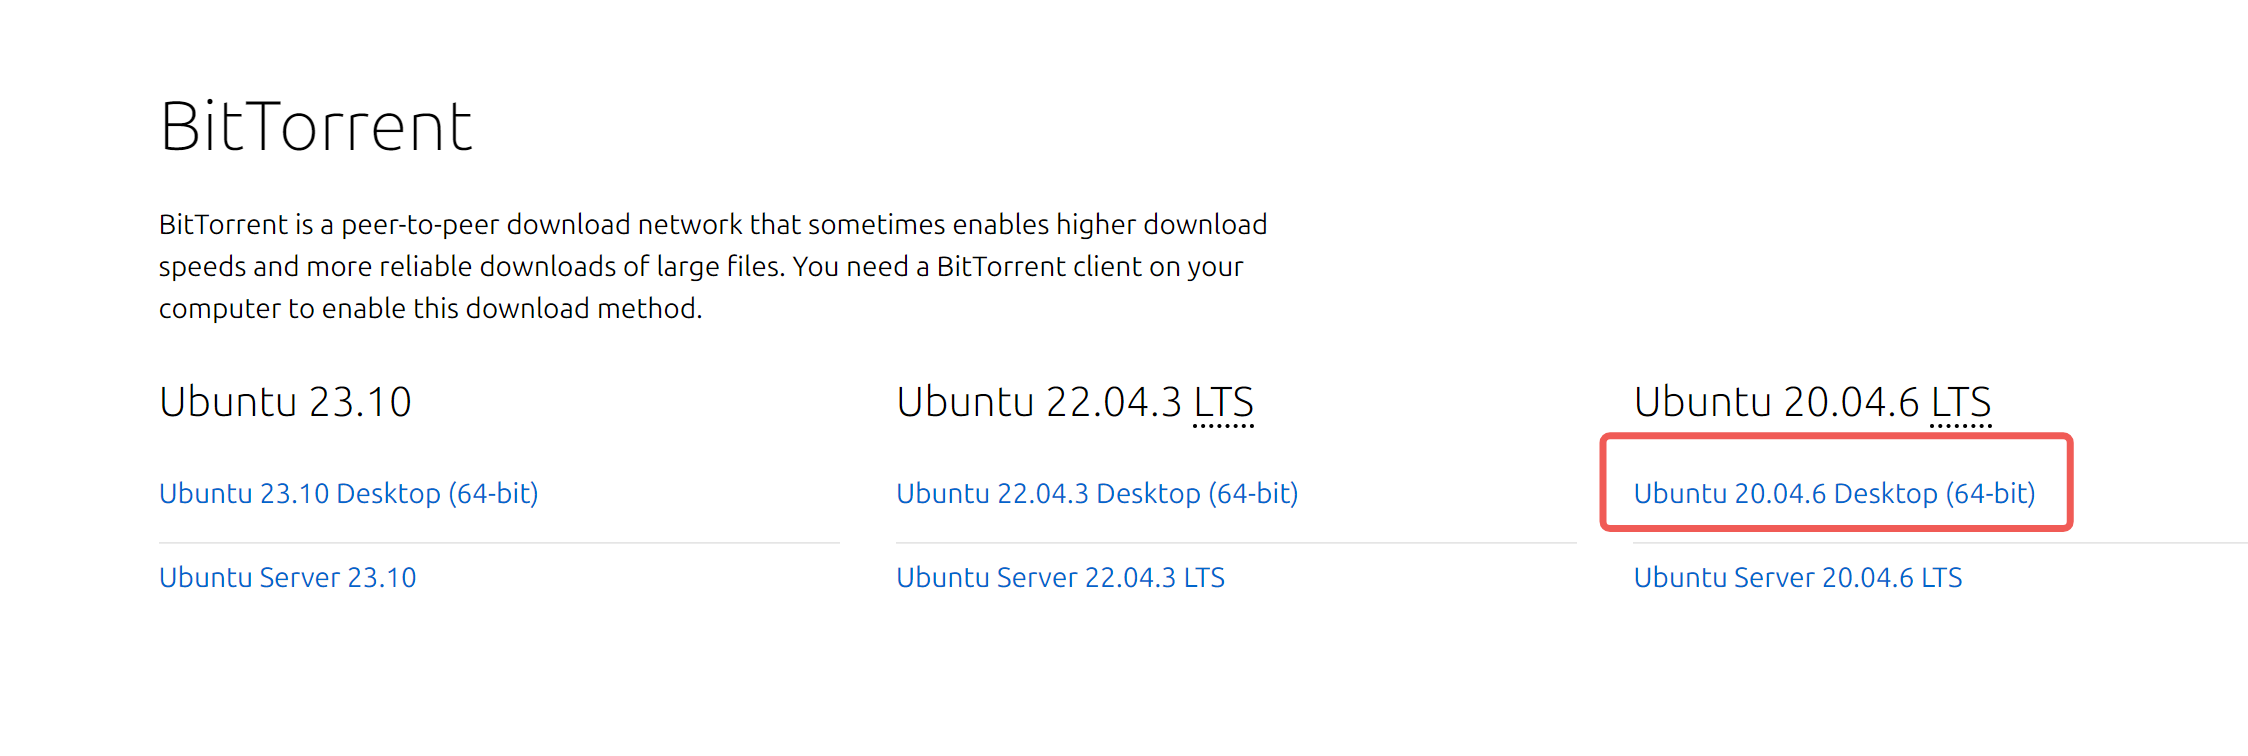 BitTorrent
BitTorrent is a peer-to-peer download network that sometimes enables higher download
speeds and more reliable downloads of large files. You need a BitTorrent client on your
computer to enable this download method.
Ubuntu 23.10
Ubuntu 23.10 Desktop (64-bit)
Ubuntu Server 23.10
Ubuntu 22.04.3 LTS
Ubuntu 22.04.3 Desktop (64-bit)
Ubuntu Server 22.04.3 LTS
Ubuntu 20.04.6 LTS
Ubuntu 20.04.6 Desktop (64-bit)
Ubuntu Server 20.04.6 LTS